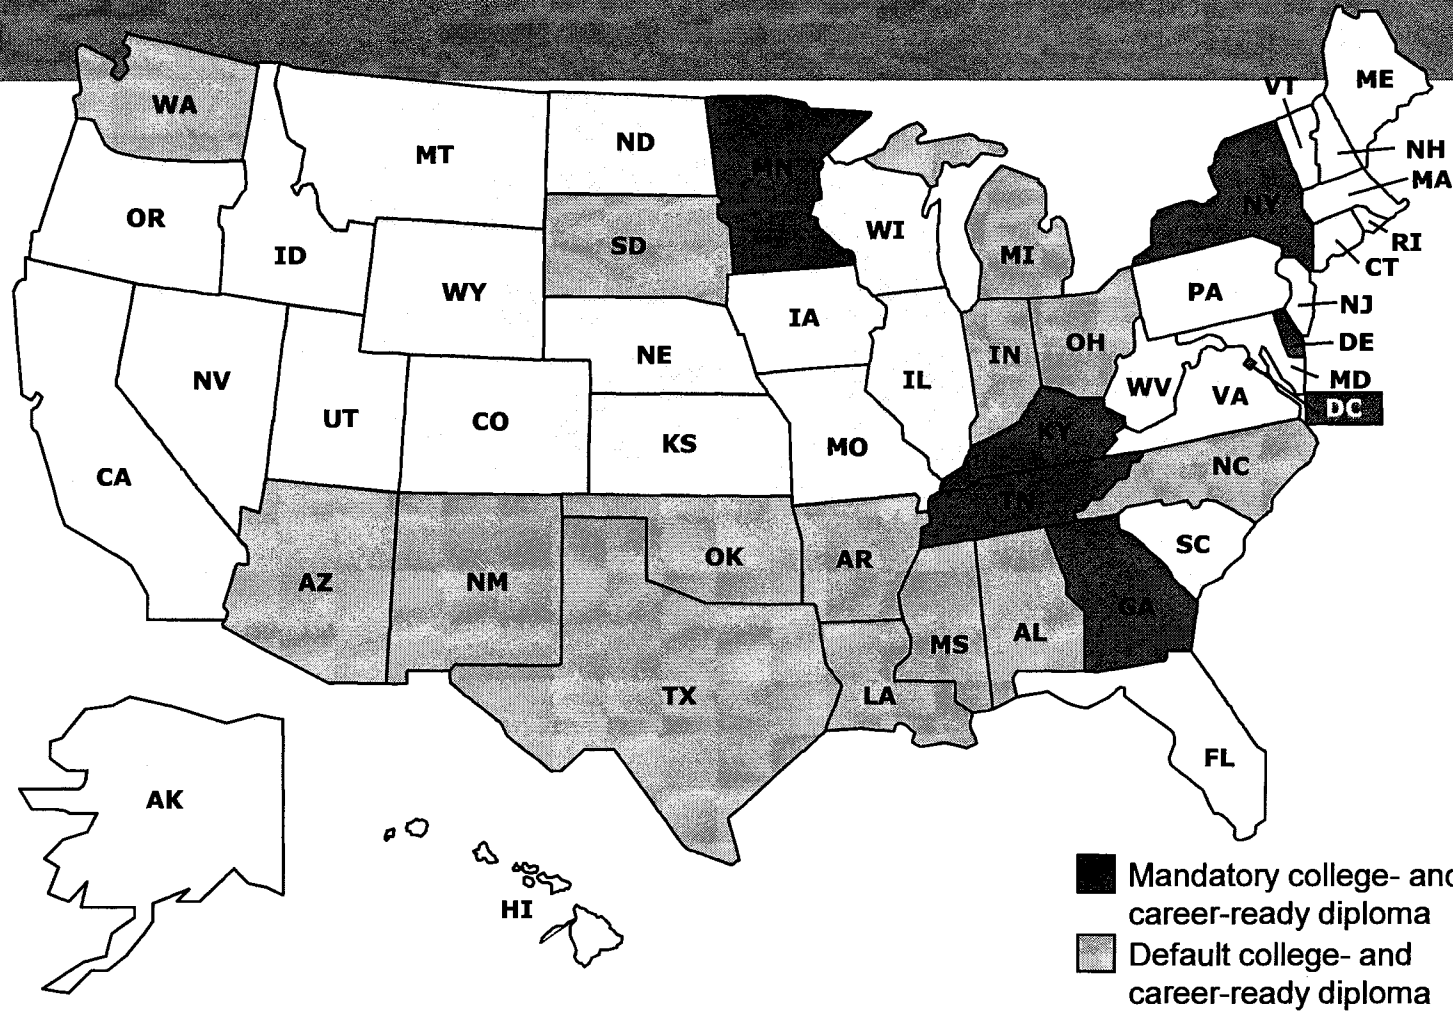 ME
VT
WA
MT
ND
MN
NH
MA
OR
ID
SD
WI
MI
NY
RI
CT
WY
IA
PA
NJ
NE
IN
OH
DE
NV
UT
CO
IL
WV
VA
MD
DC
CA
KS
MO
KY
NC
AZ
NM
OK
AR
TN
SC
TX
LA
MS
AL
GA
FL
AK
HI
Mandatory college- and
career-ready diploma
Default college- and
career-ready diploma